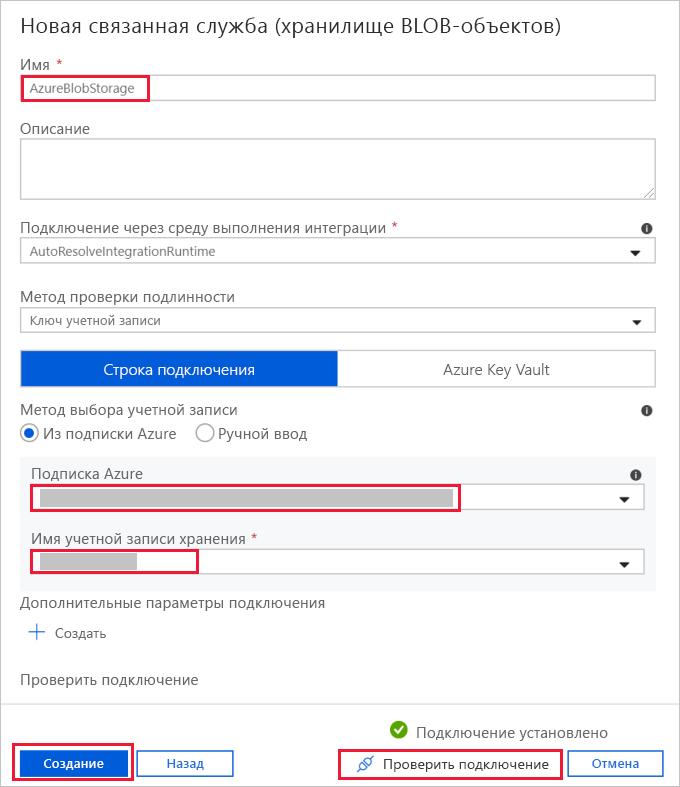 Новая связанная служба (хранилище BLOB-объектов)
Имя *
AzureBlobStorage
Описание
Подключение через среду выполнения интеграции *
AutoResolveIntegrationRuntime
Метод проверки подлинности
Ключ учетной записи
Строка подключения Azure Key Vault
Метод выбора учетной записи
Из подписки Azure Ручной ввод
Подписка Azure
Имя учетной записи хранения *
Дополнительные параметры подключения
Создать
Проверить подключение
Подключение установлено
Создание Назад Проверить подключение Отмена